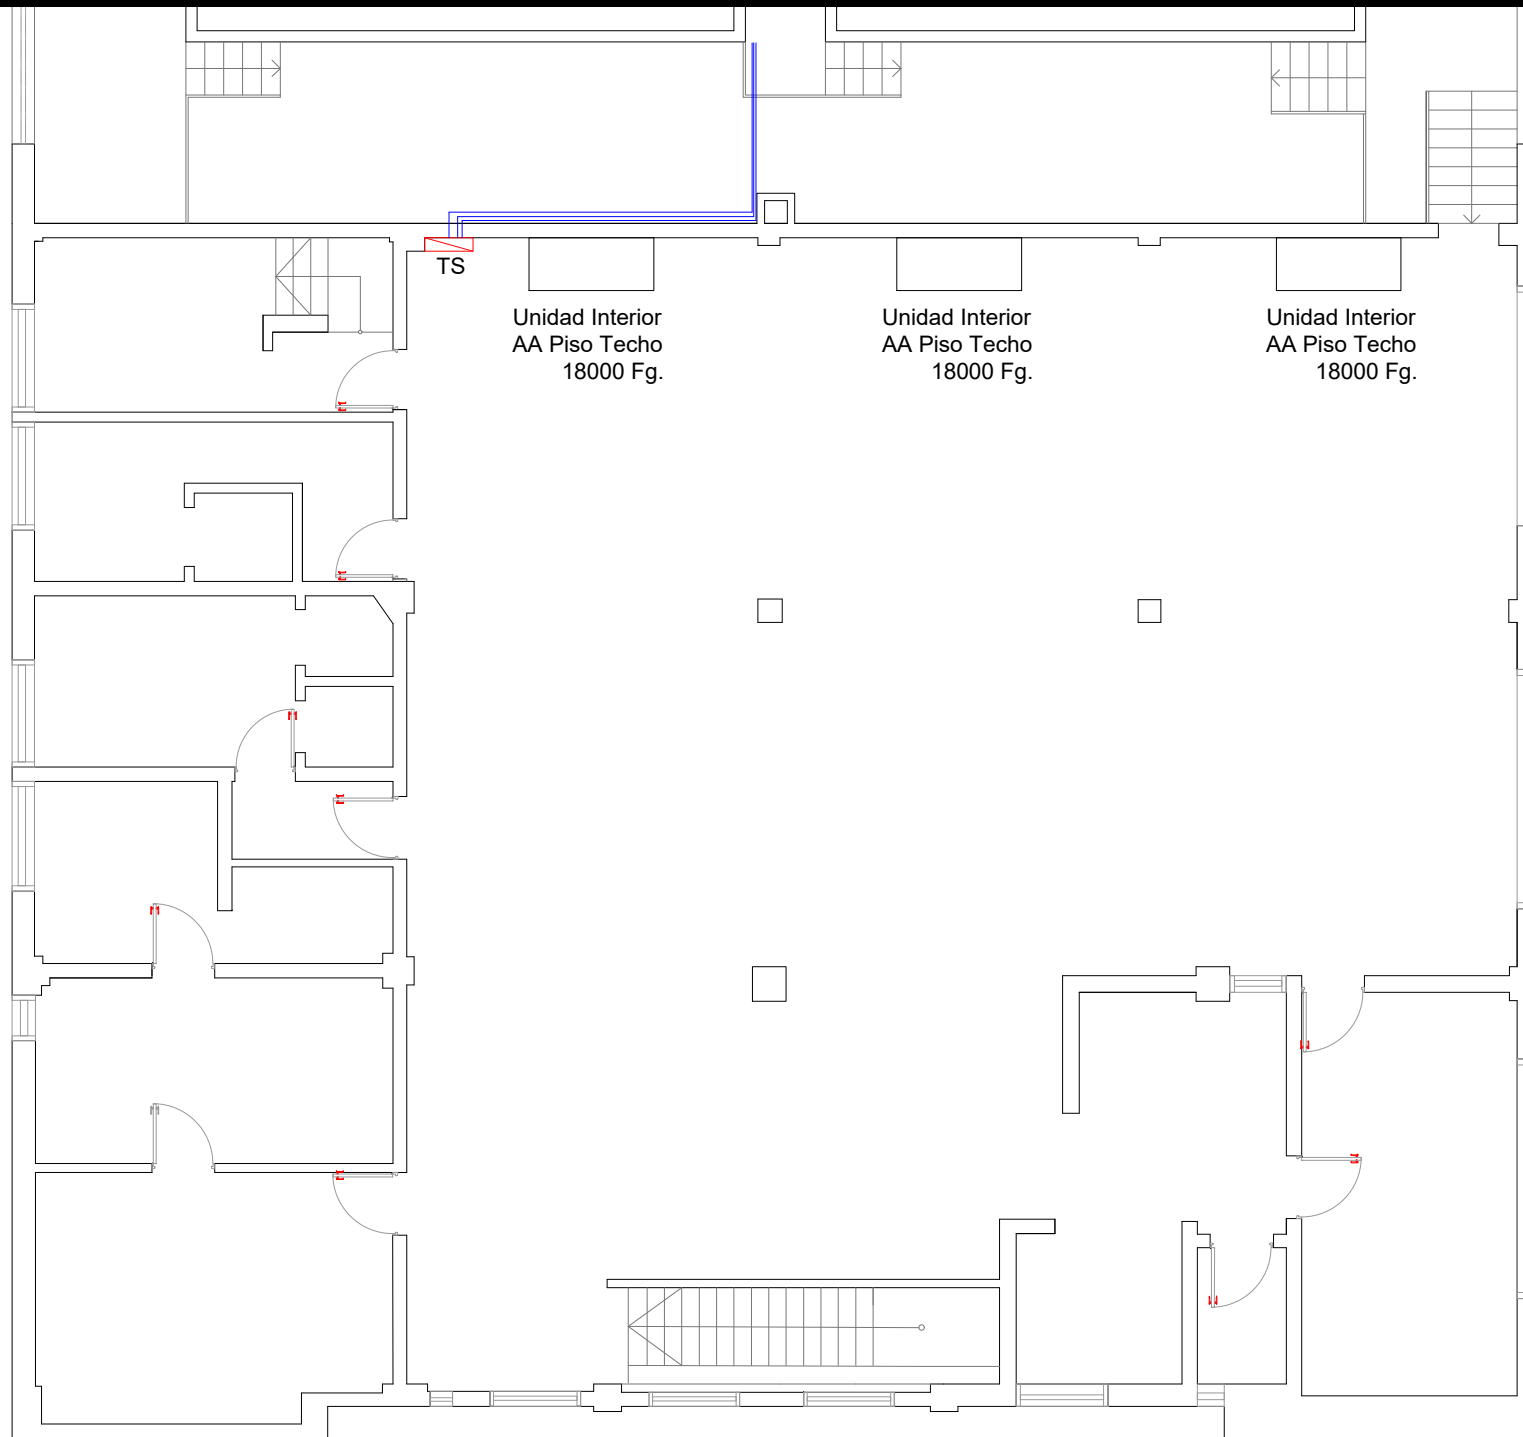 TS
Unidad Interior
AA Piso Techo
18000 Fg.
Unidad Interior
AA Piso Techo
18000 Fg.
Unidad Interior
AA Piso Techo
18000 Fg.